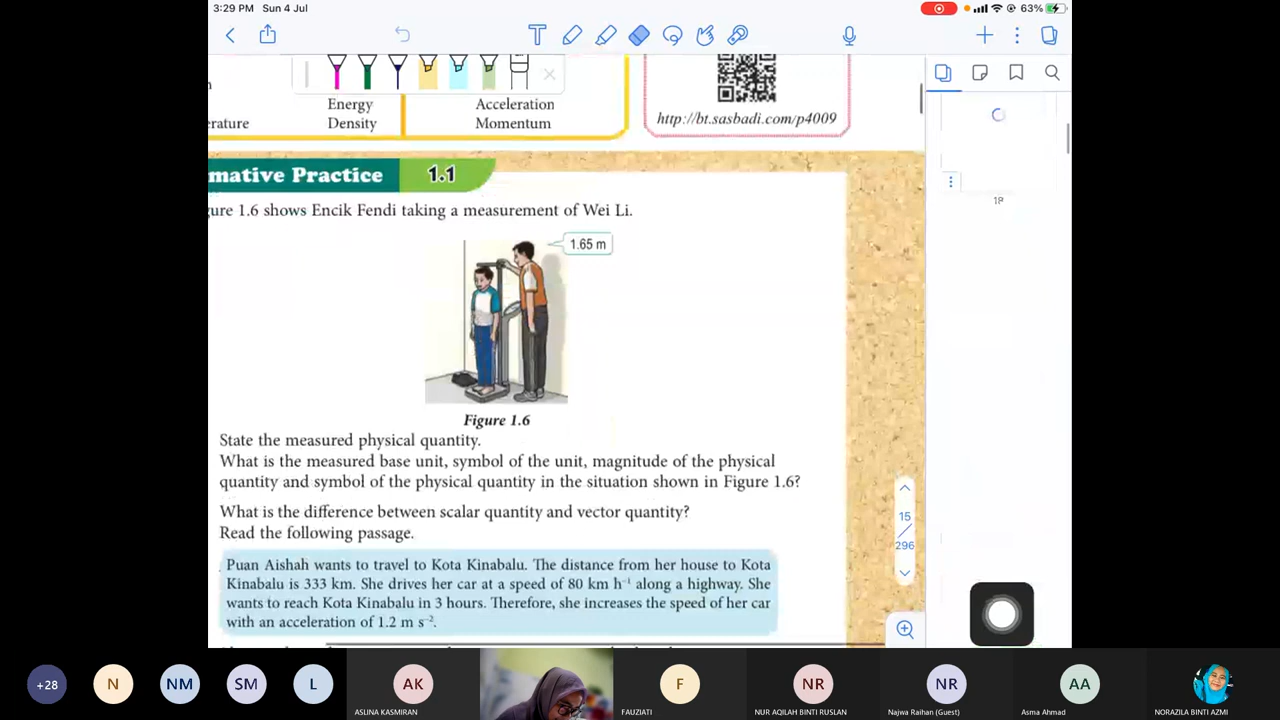 3:29 PM Sun 4 Jul
63%
Energy
Density
erature
Acceleration
Momentum
http://bt.sasbadi.com/p4009
mative Practice 1.1
gure 1.6 shows Encik Fendi taking a measurement of Wei Li.
1.65 m
Figure 1.6
State the measured physical quantity.
What is the measured base unit, symbol of the unit, magnitude of the physical
quantity and symbol of the physical quantity in the situation shown in Figure 1.6?
What is the difference between scalar quantity and vector quantity?
Read the following passage.
Puan Aishah wants to travel to Kota Kinabalu. The distance from her house to Kota
Kinabalu is 333 km. She drives her car at a speed of 80 km h⁻¹ along a highway. She
wants to reach Kota Kinabalu in 3 hours. Therefore, she increases the speed of her car
with an acceleration of 1.2 m s⁻².
15
296
+28
N
NM
SM
L
AK
ASLINA KASMIRAN
F
FAUZIATI
NR
NUR AQILAH BINTI RUSLAN
NR
Najwa Raihan (Guest)
AA
Asma Ahmad
NORAZILA BINTI AZMI